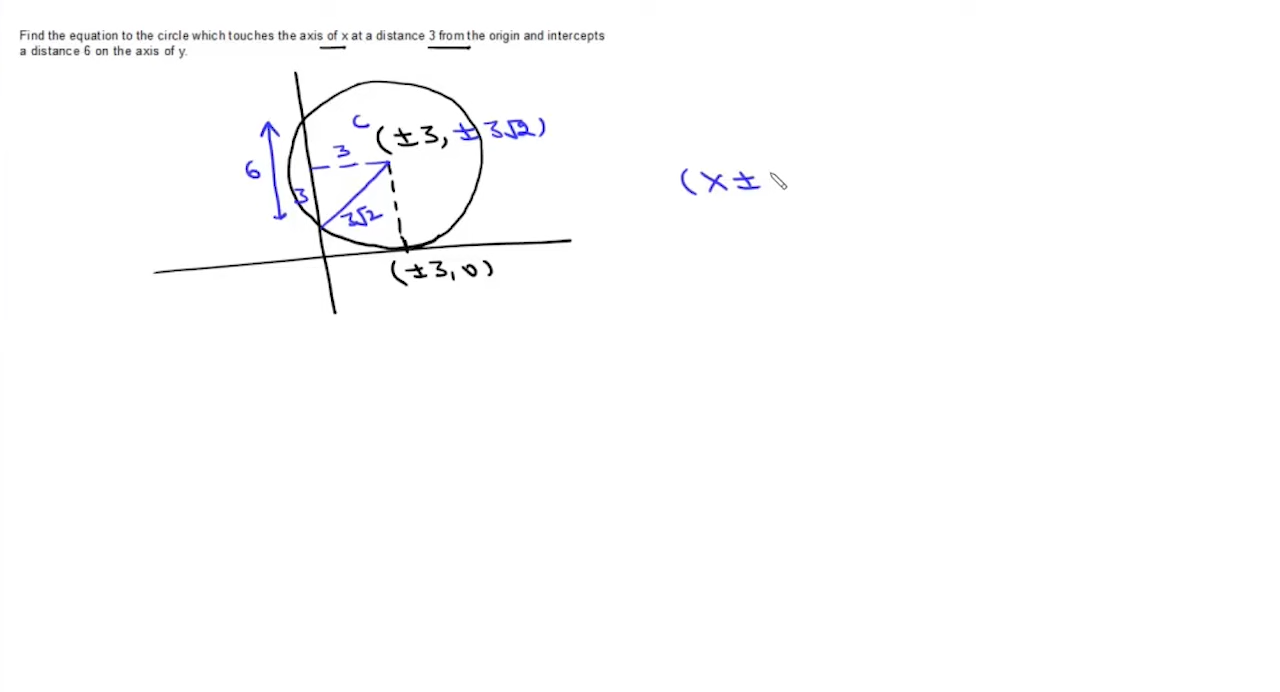 Find the equation to the circle which touches the axis of x at a distance 3 from the origin and intercepts
a distance 6 on the axis of y.
C
(±3, ±3√2)
3
6
3
3√2
(x±
(±3,0)